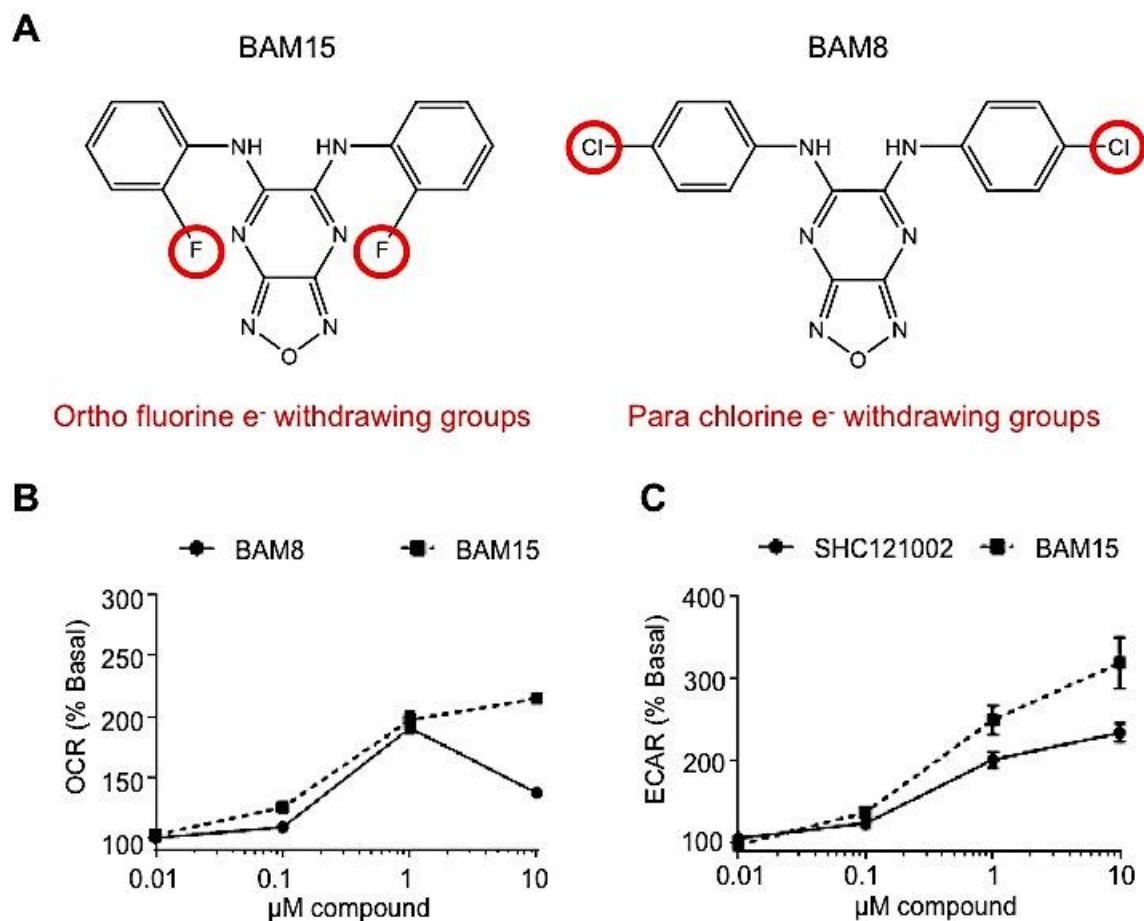 A
BAM15
BAM8
NH HN
F F
N N
N N
O
Cl NH HN Cl
N N
N N
O
Ortho fluorine e- withdrawing groups
Para chlorine e- withdrawing groups
B
BAM8 BAM15
OCR (% Basal)
300
250
200
150
100
0.01 0.1 1 10
µM compound
C
SHC121002 BAM15
ECAR (% Basal)
400
300
200
100
0.01 0.1 1 10
µM compound